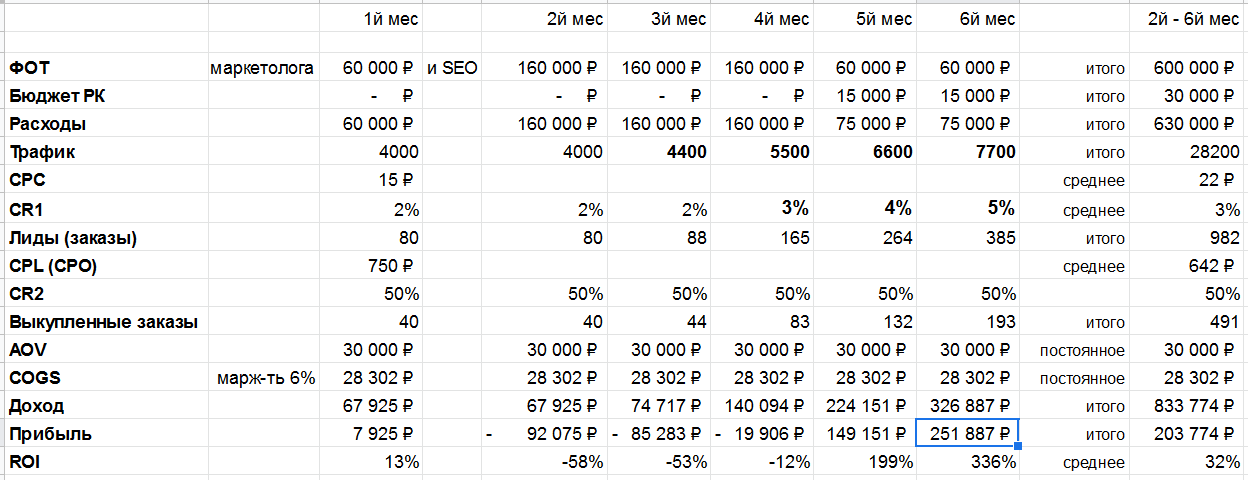 1й мес 2й мес 3й мес 4й мес 5й мес 6й мес 2й - 6й мес
ФОТ маркетолога 60 000 ₽ и SEO 160 000 ₽ 160 000 ₽ 160 000 ₽ 60 000 ₽ 60 000 ₽ итого 600 000 ₽
Бюджет РК - ₽ - ₽ - ₽ - ₽ 15 000 ₽ 15 000 ₽ итого 30 000 ₽
Расходы 60 000 ₽ 160 000 ₽ 160 000 ₽ 160 000 ₽ 75 000 ₽ 75 000 ₽ итого 630 000 ₽
Трафик 4000 4000 4400 5500 6600 7700 итого 28200
CPC 15 ₽ среднее 22 ₽
CR1 2% 2% 2% 3% 4% 5% среднее 3%
Лиды (заказы) 80 80 88 165 264 385 итого 982
CPL (CPO) 750 ₽ среднее 642 ₽
CR2 50% 50% 50% 50% 50% 50% 50%
Выкупленные заказы 40 40 44 83 132 193 итого 491
AOV 30 000 ₽ 30 000 ₽ 30 000 ₽ 30 000 ₽ 30 000 ₽ 30 000 ₽ постоянное 30 000 ₽
COGS марж-ть 6% 28 302 ₽ 28 302 ₽ 28 302 ₽ 28 302 ₽ 28 302 ₽ 28 302 ₽ постоянное 28 302 ₽
Доход 67 925 ₽ 67 925 ₽ 74 717 ₽ 140 094 ₽ 224 151 ₽ 326 887 ₽ итого 833 774 ₽
Прибыль 7 925 ₽ - 92 075 ₽ - 85 283 ₽ - 19 906 ₽ 149 151 ₽ 251 887 ₽ итого 203 774 ₽
ROI 13% -58% -53% -12% 199% 336% среднее 32%